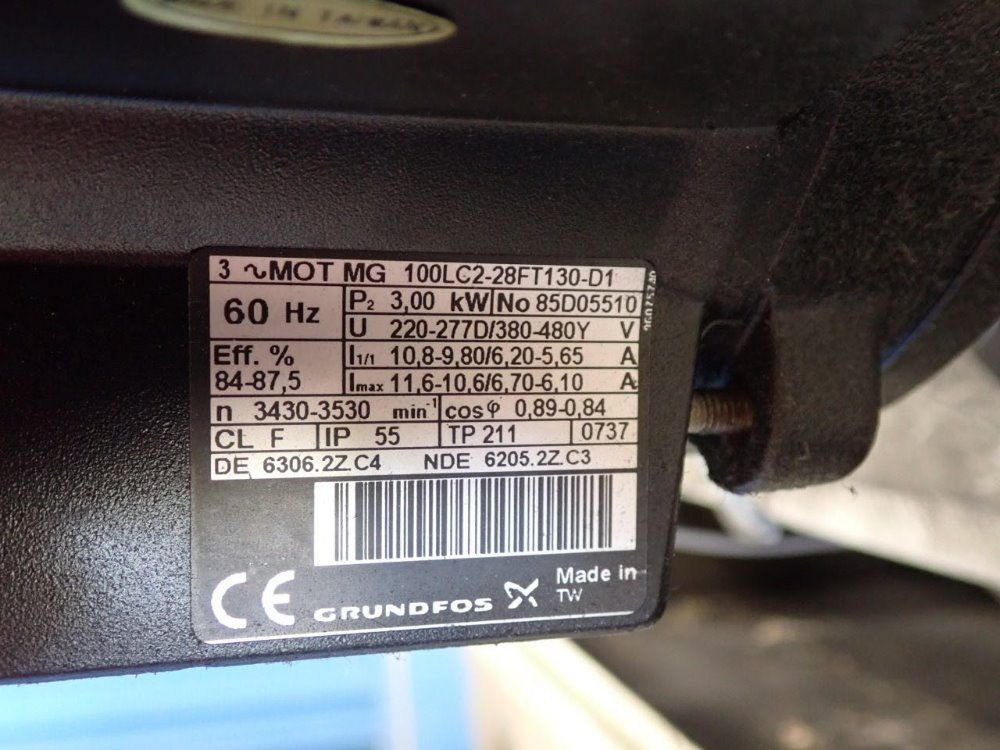 MADE IN TAIWAN
3 ~MOT MG 100LC2-28FT130-D1
60 Hz
P2 3,00 kW No 85D05510
U 220-277D/380-480Y V
Eff. %
84-87,5
I1/1 10,8-9,80/6,20-5,65 A
Imax 11,6-10,6/6,70-6,10 A
n 3430-3530 min-1 cosφ 0,89-0,84
CL F IP 55 TP 211 0737
DE 6306.2Z.C4 NDE 6205.2Z.C3
CE GRUNDFOS
Made in
TW